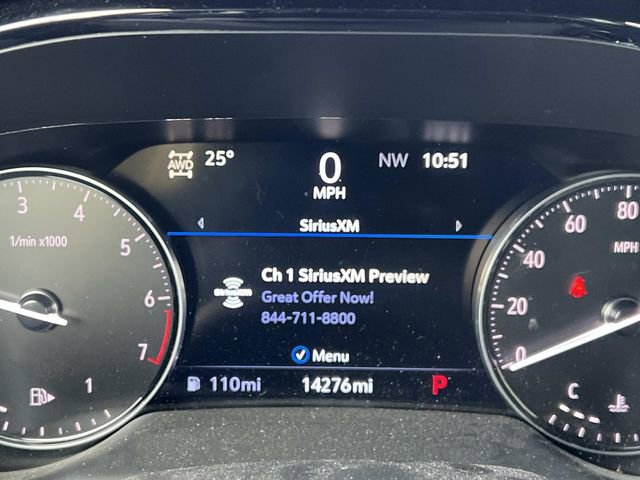 AWD 25° 0 NW 10:51
MPH
SiriusXM
Ch 1 SiriusXM Preview
SiriusXM Great Offer Now!
844-711-8800
Menu
110mi 14276mi P
3 4 5 6 7
1/min x1000
1
0 20 40 60 80
MPH
C